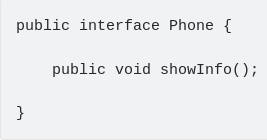 public interface Phone {
    public void showInfo();
}